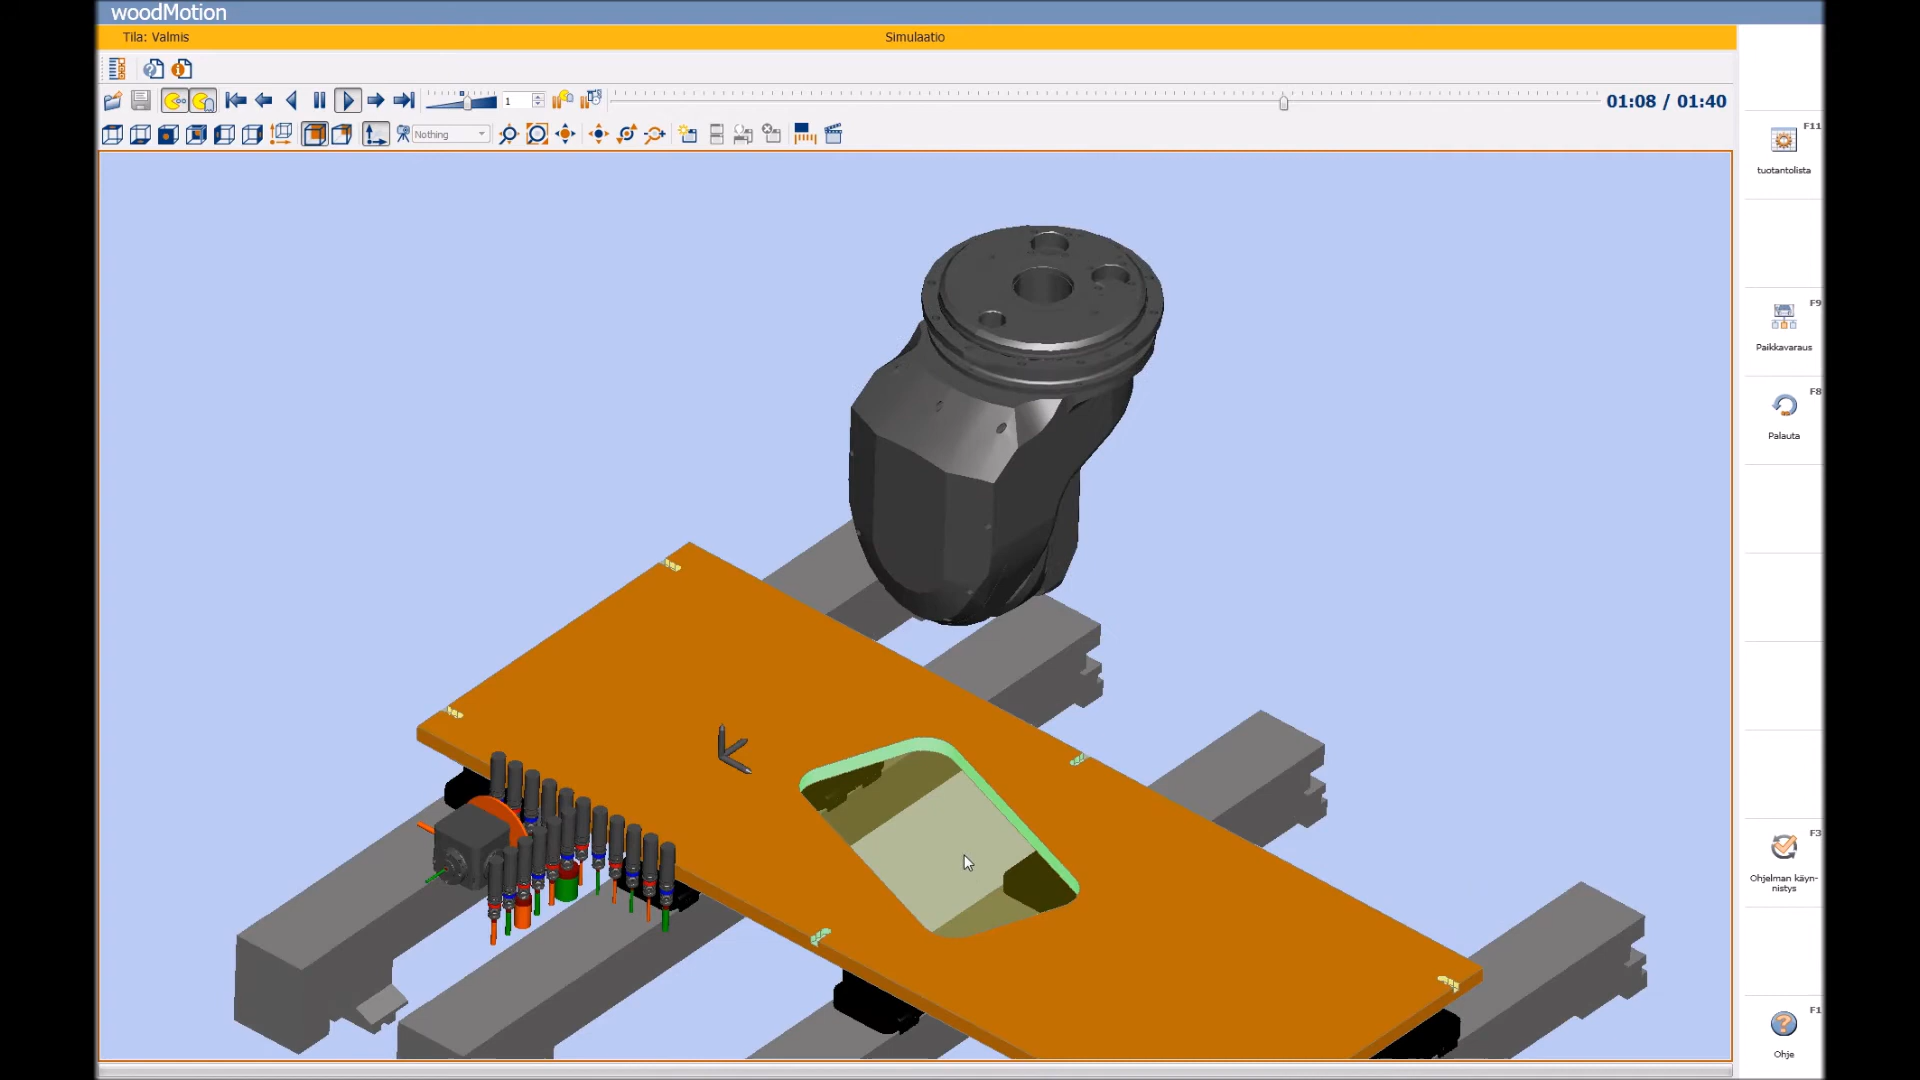 woodMotion
Tila: Valmis
Simulaatio
1
01:08 / 01:40
Nothing
F11
tuotantolista
F9
Paikkavaraus
F8
Palauta
F3
Ohjelman käyn-
nistys
F1
Ohje